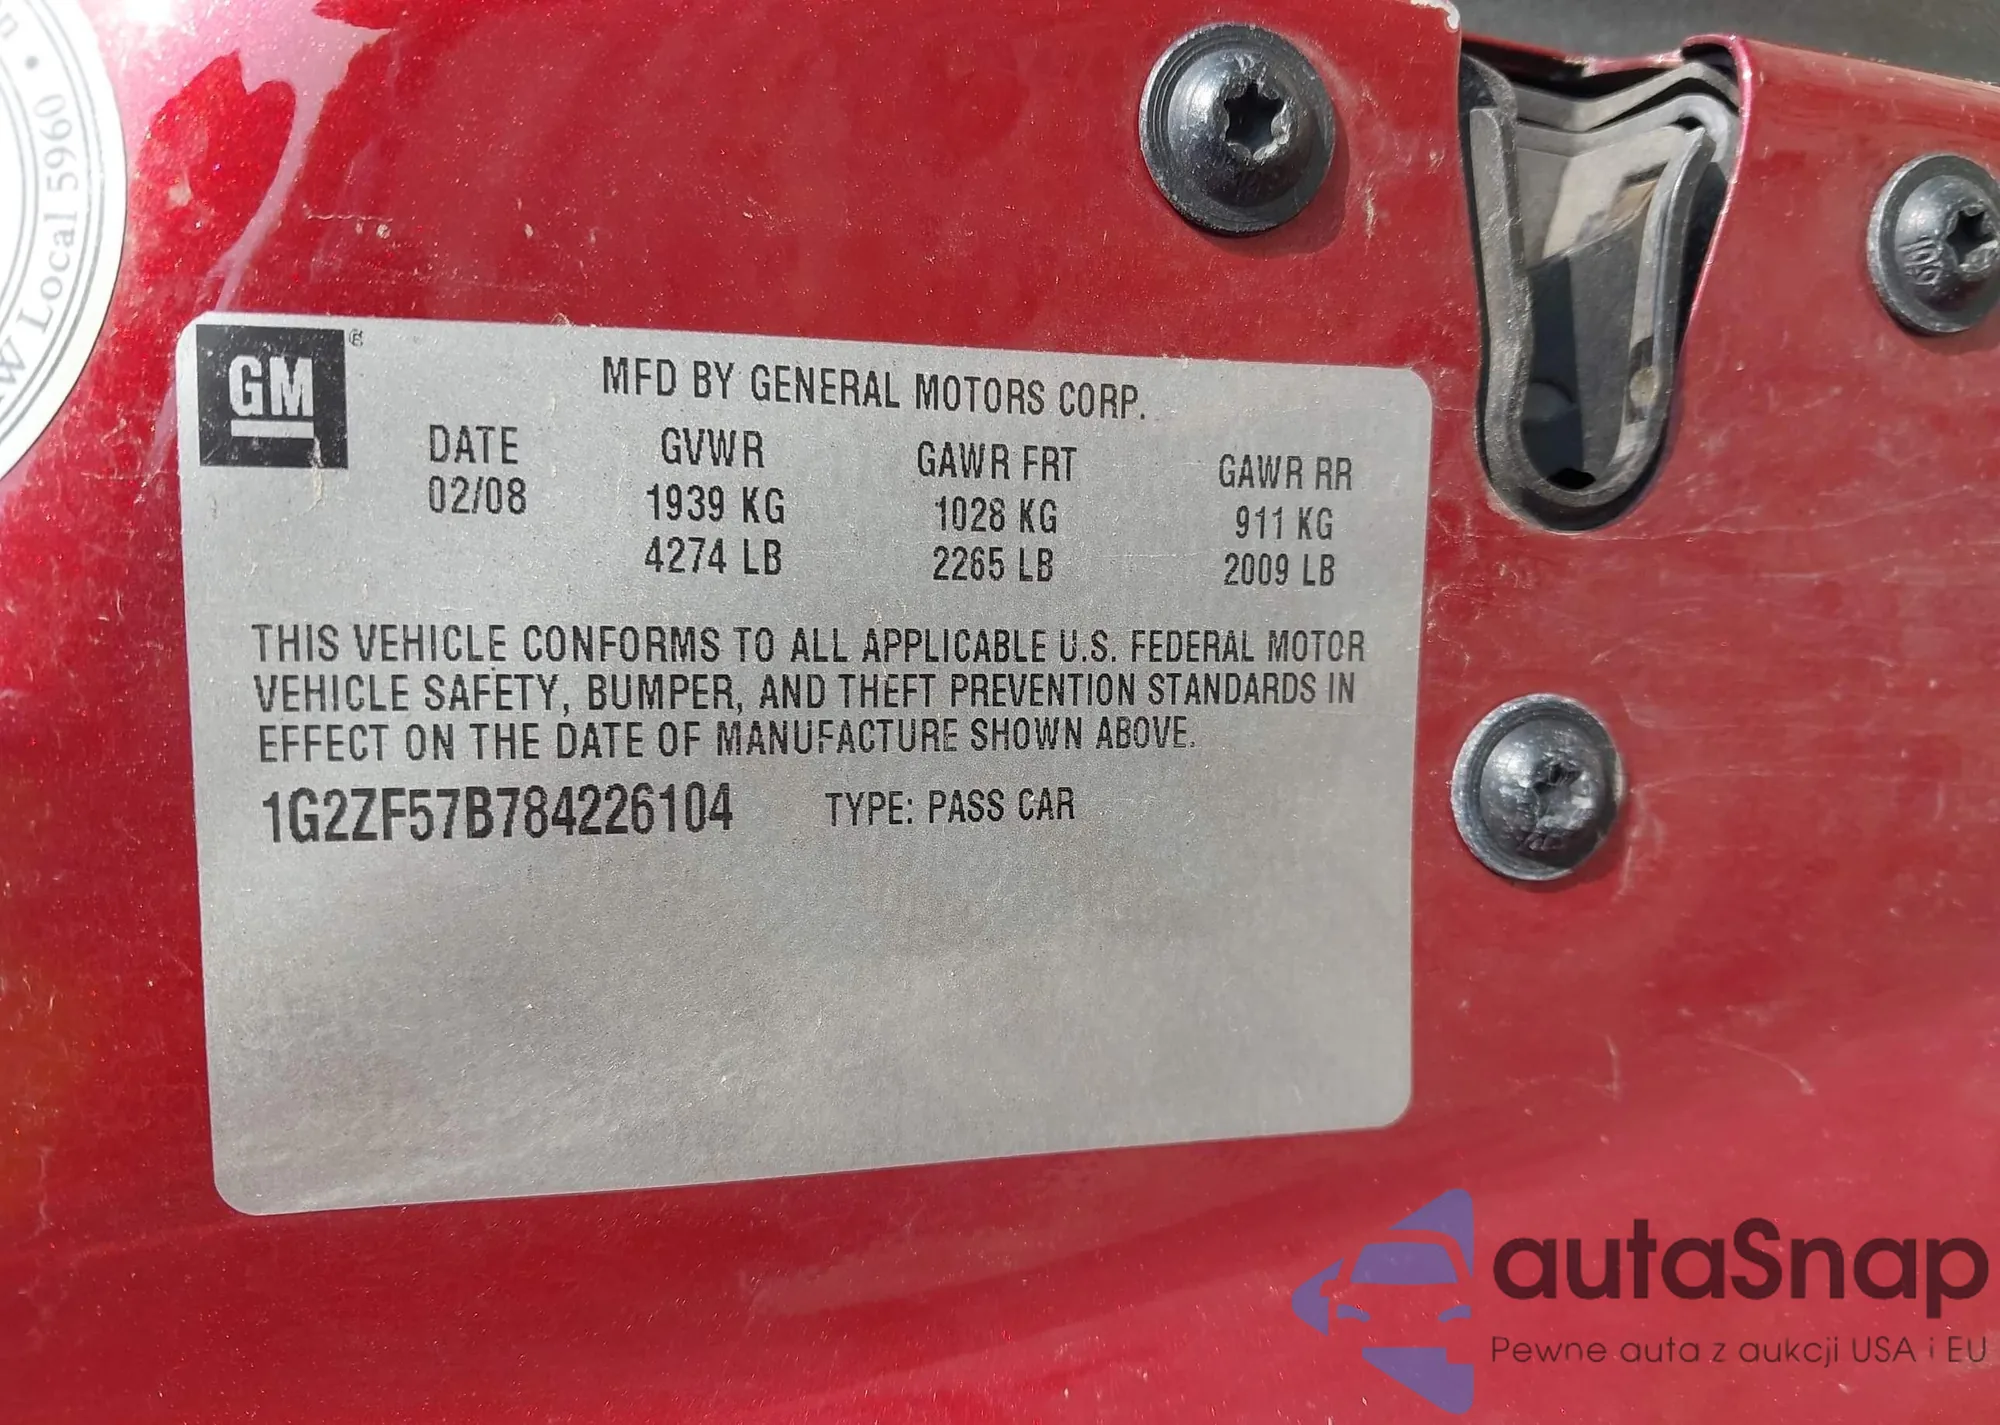 W Local 5960
GM®
MFD BY GENERAL MOTORS CORP.
DATE GVWR GAWR FRT GAWR RR
02/08 1939 KG 1028 KG 911 KG
4274 LB 2265 LB 2009 LB
THIS VEHICLE CONFORMS TO ALL APPLICABLE U.S. FEDERAL MOTOR
VEHICLE SAFETY, BUMPER, AND THEFT PREVENTION STANDARDS IN
EFFECT ON THE DATE OF MANUFACTURE SHOWN ABOVE.
1G2ZF57B784226104 TYPE: PASS CAR
autaSnap
Pewne auta z aukcji USA i EU